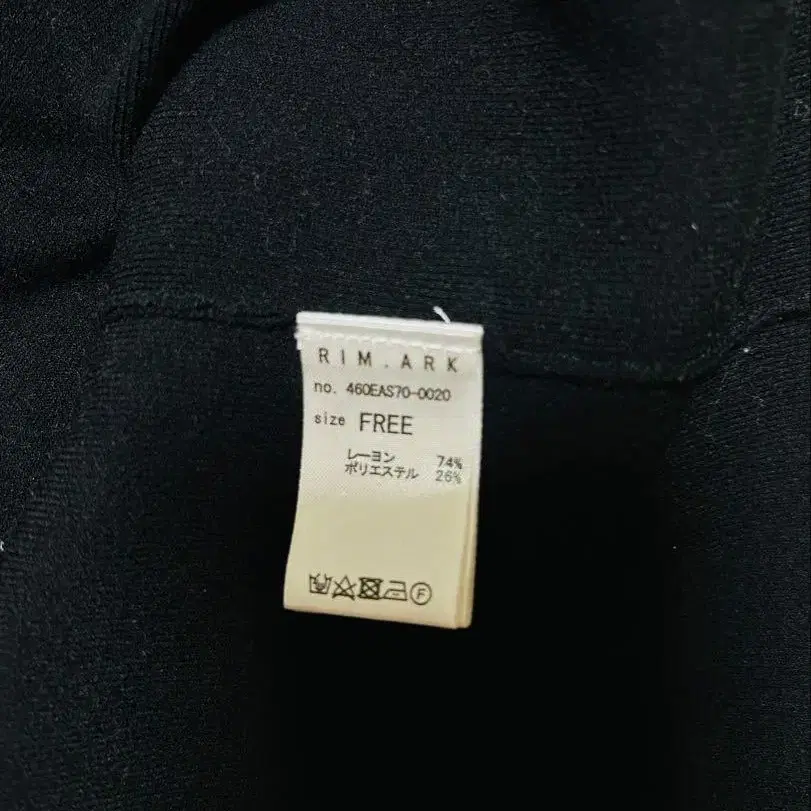 RIM.ARK
no. 460EAS70-0020
size FREE
レーヨン 74%
ポリエステル 26%
F